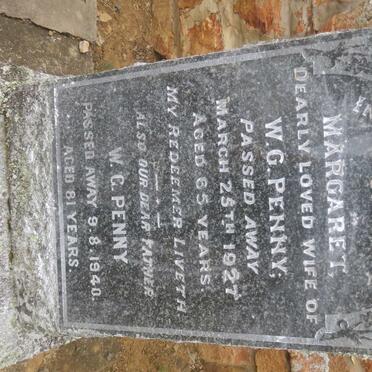 MARGARET
DEARLY LOVED WIFE OF
W.G. PENNY.
PASSED AWAY
MARCH 25TH 1927
AGED 65 YEARS.
MY REDEEMER LIVETH
ALSO OUR DEAR FATHER
W. G. PENNY
PASSED AWAY 9.8.1940.
AGED 81 YEARS